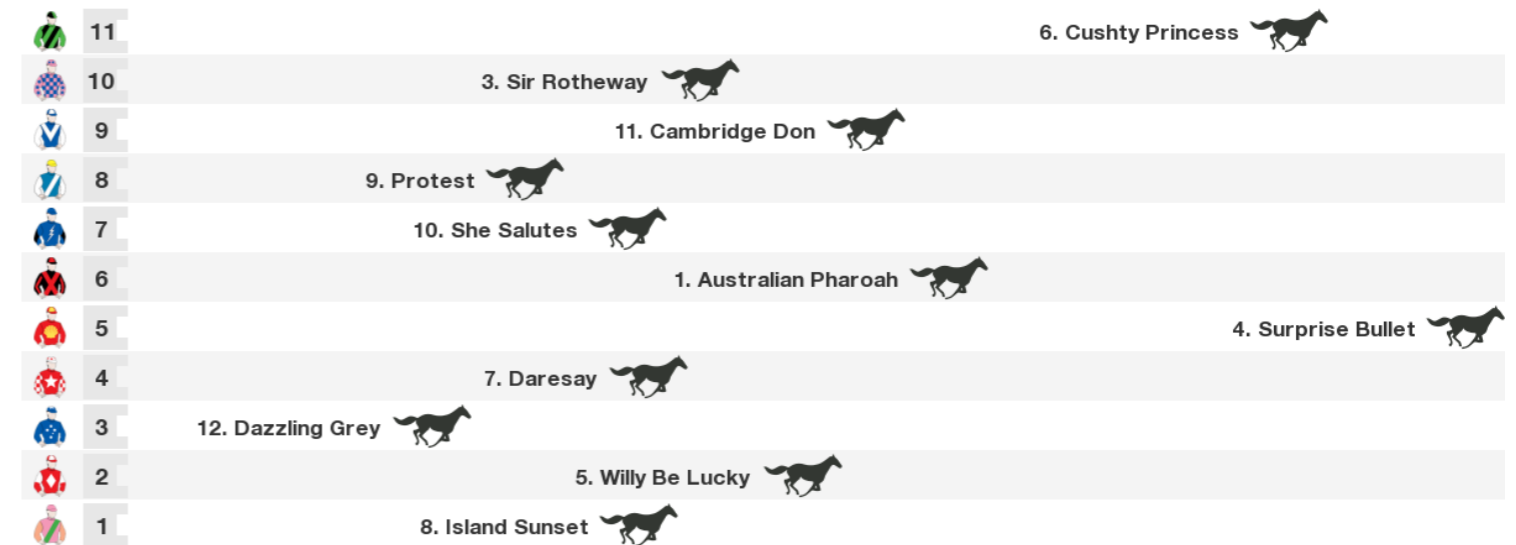 11 6. Cushty Princess
10 3. Sir Rotheway
9 11. Cambridge Don
8 9. Protest
7 10. She Salutes
6 1. Australian Pharoah
5 4. Surprise Bullet
4 7. Daresay
3 12. Dazzling Grey
2 5. Willy Be Lucky
1 8. Island Sunset